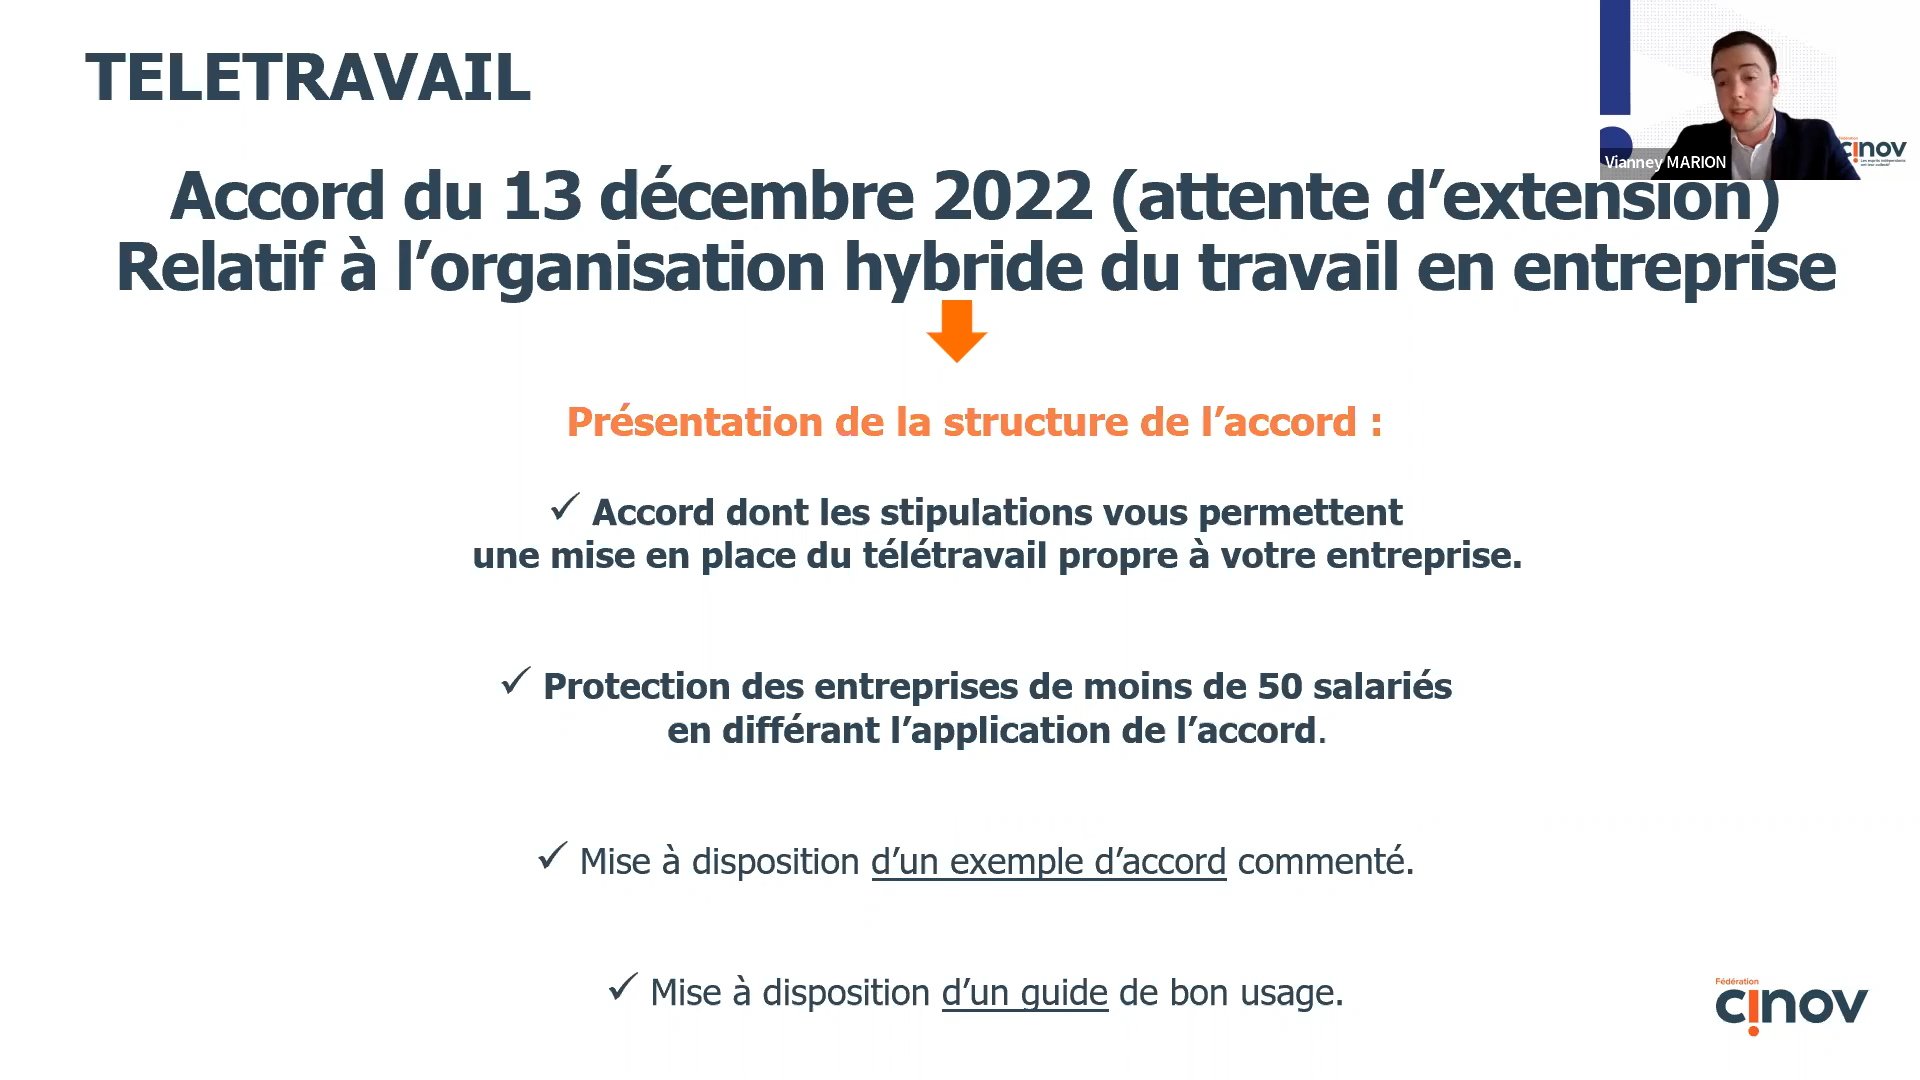 TELETRAVAIL
Vianney MARION
Fédération
cinov
Accord du 13 décembre 2022 (attente d’extension)
Relatif à l’organisation hybride du travail en entreprise
Présentation de la structure de l’accord :
✓ Accord dont les stipulations vous permettent
une mise en place du télétravail propre à votre entreprise.
✓ Protection des entreprises de moins de 50 salariés
en différant l’application de l’accord.
✓ Mise à disposition d’un exemple d’accord commenté.
✓ Mise à disposition d’un guide de bon usage.
Fédération
cinov